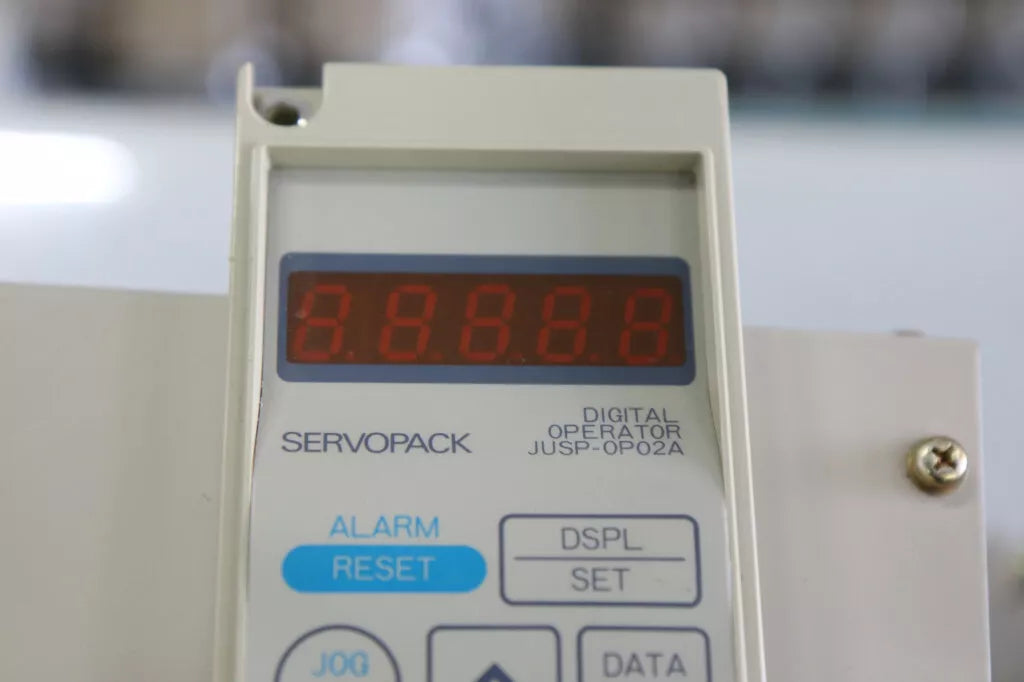 8.8.8.8.8
SERVOPACK
DIGITAL
OPERATOR
JUSP-OP02A
ALARM
RESET
DSPL
SET
JOG
DATA